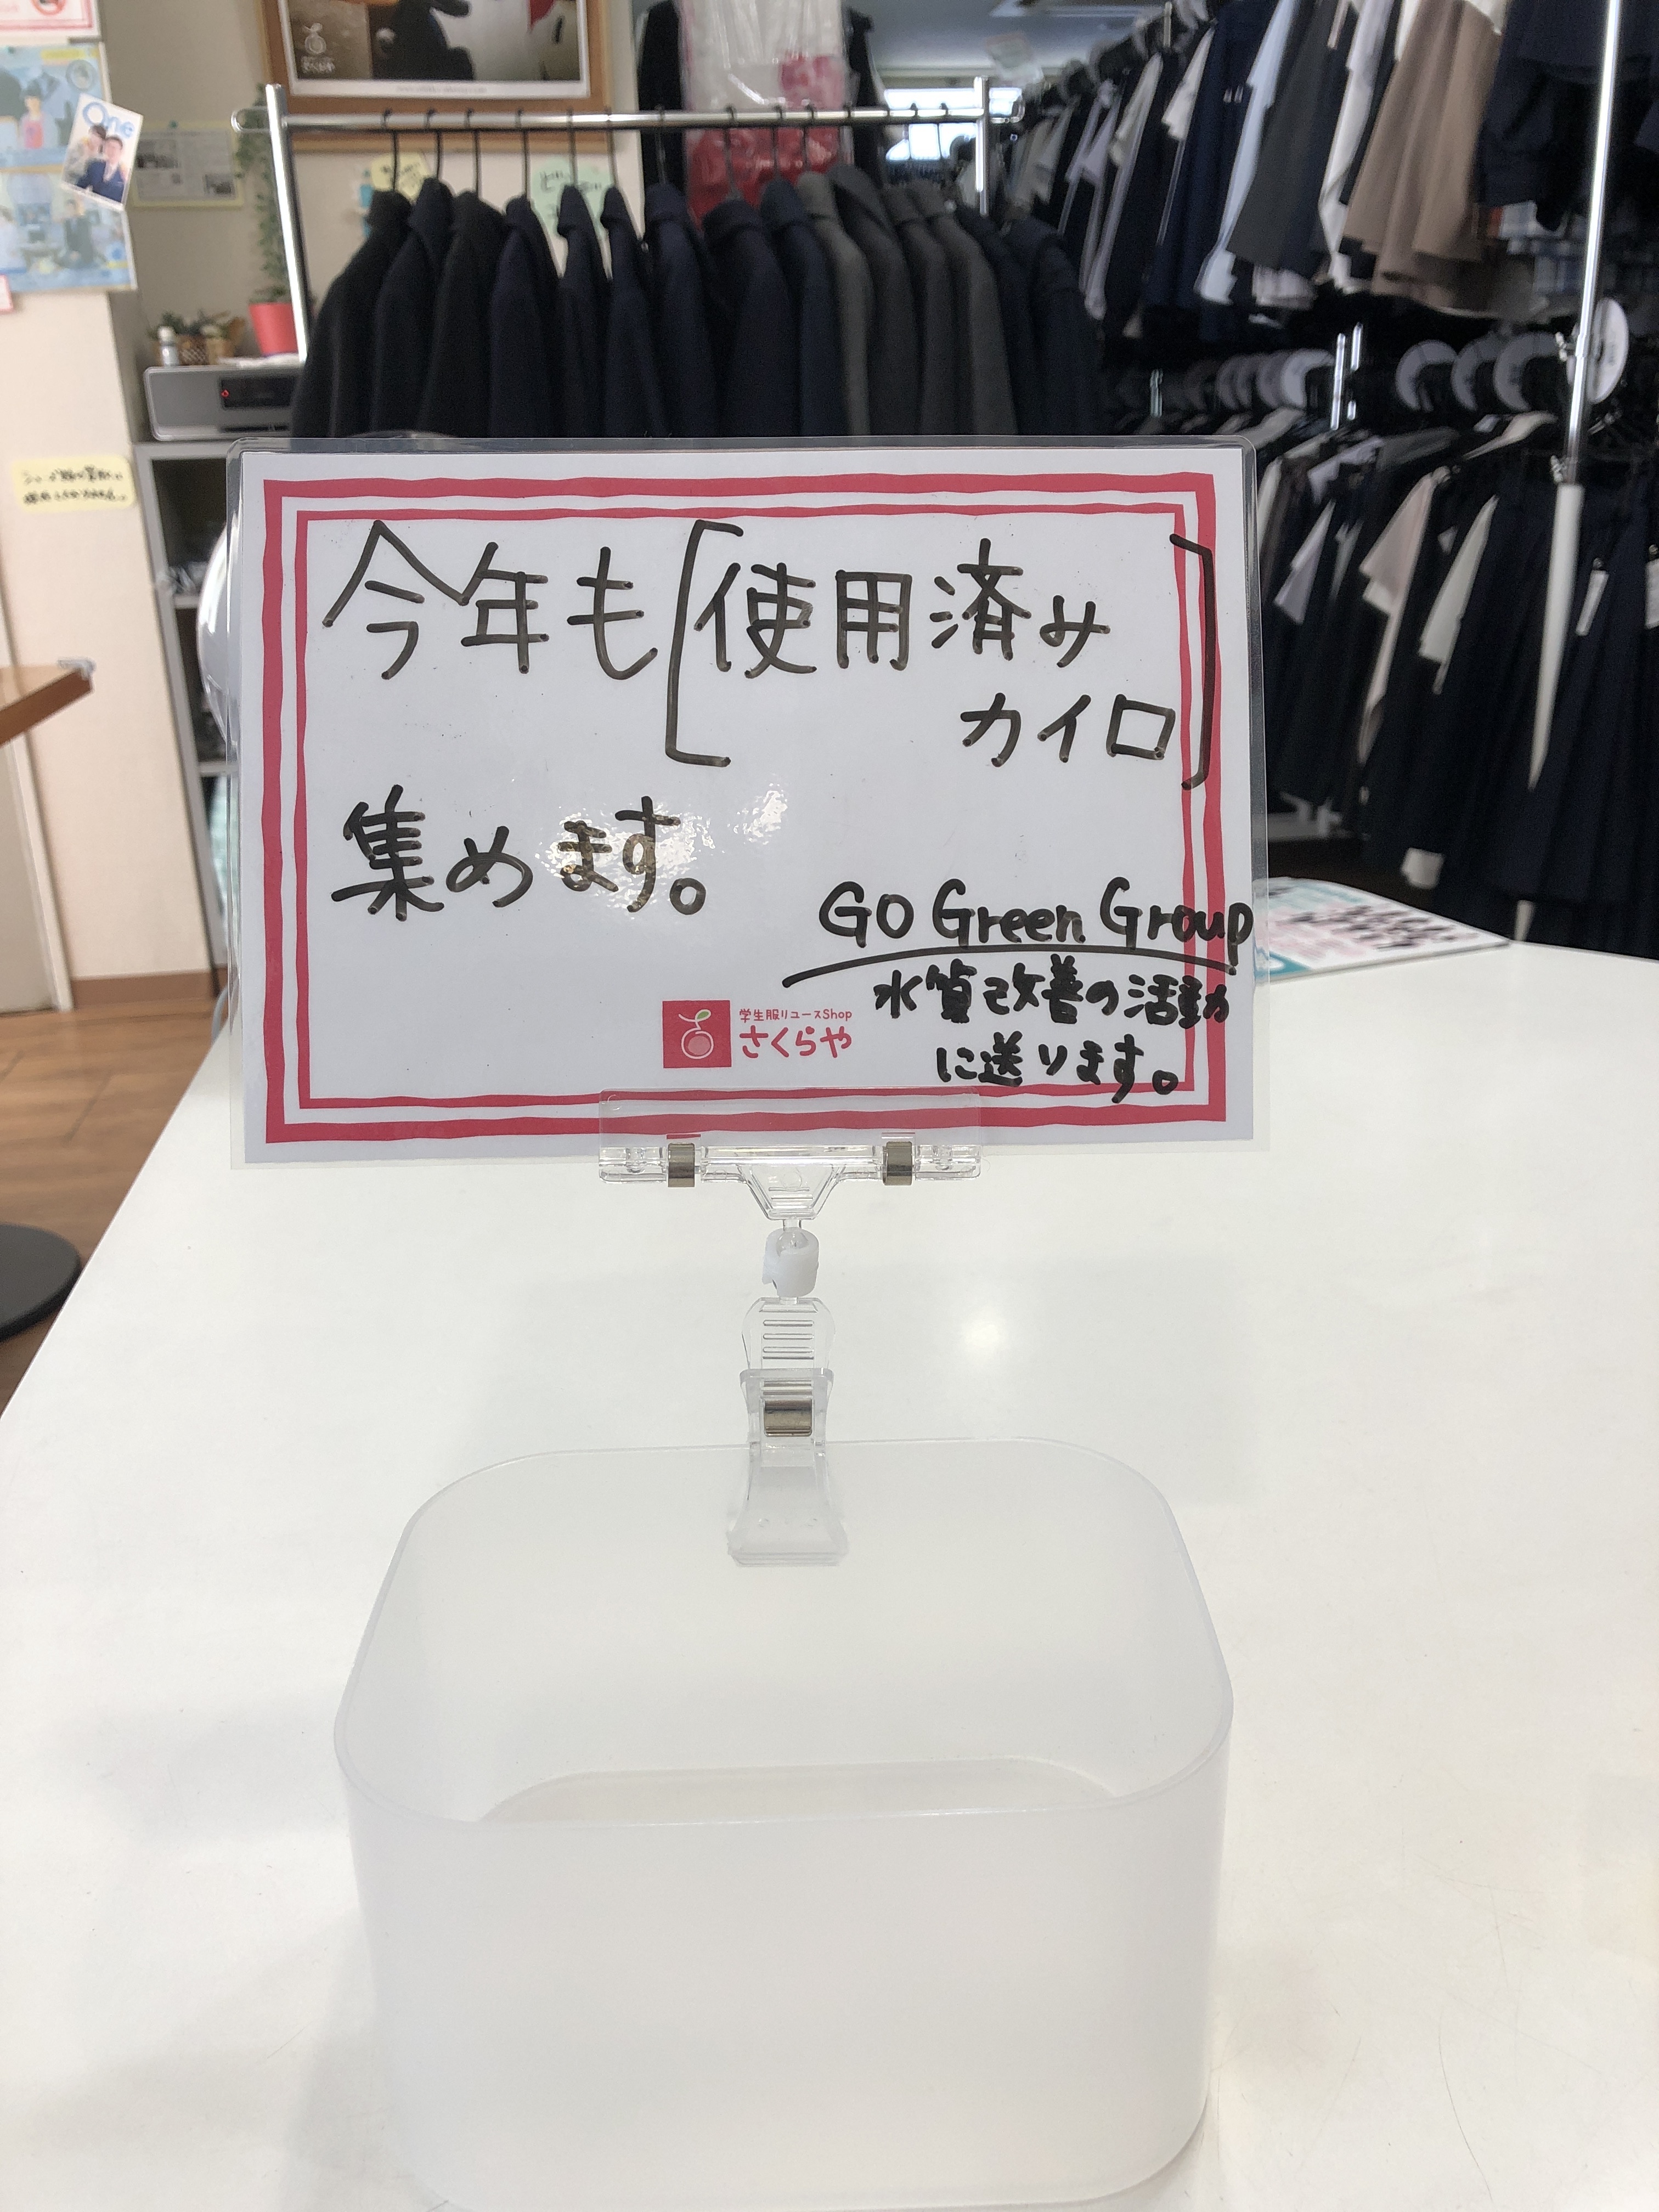 One
今年も[使用済み
カイロ]
集めます。
GO Green Group
水質改善の活動
に送ります。
学生服リユースShop
さくらや